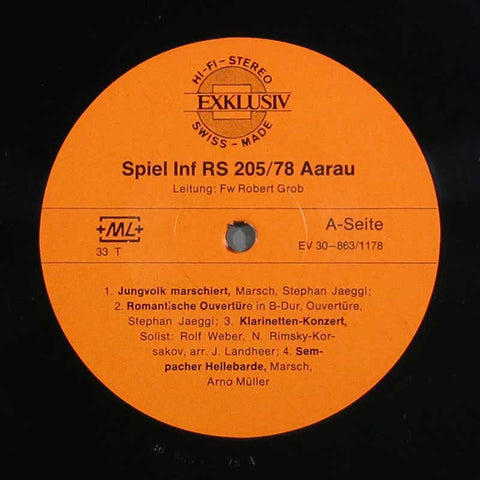 HI-FI-STEREO
EXKLUSIV
SWISS-MADE
Spiel Inf RS 205/78 Aarau
Leitung: Fw Robert Grob
+ML+
33 T
A-Seite
EV 30-863/1178
1. Jungvolk marschiert, Marsch, Stephan Jaeggi;
2. Romantische Ouvertüre in B-Dur, Ouvertüre,
Stephan Jaeggi; 3. Klarinetten-Konzert,
Solist: Rolf Weber, N. Rimsky-Kor-
sakov, arr. J. Landheer; 4. Sem-
pacher Hellebarde, Marsch,
Arno Müller